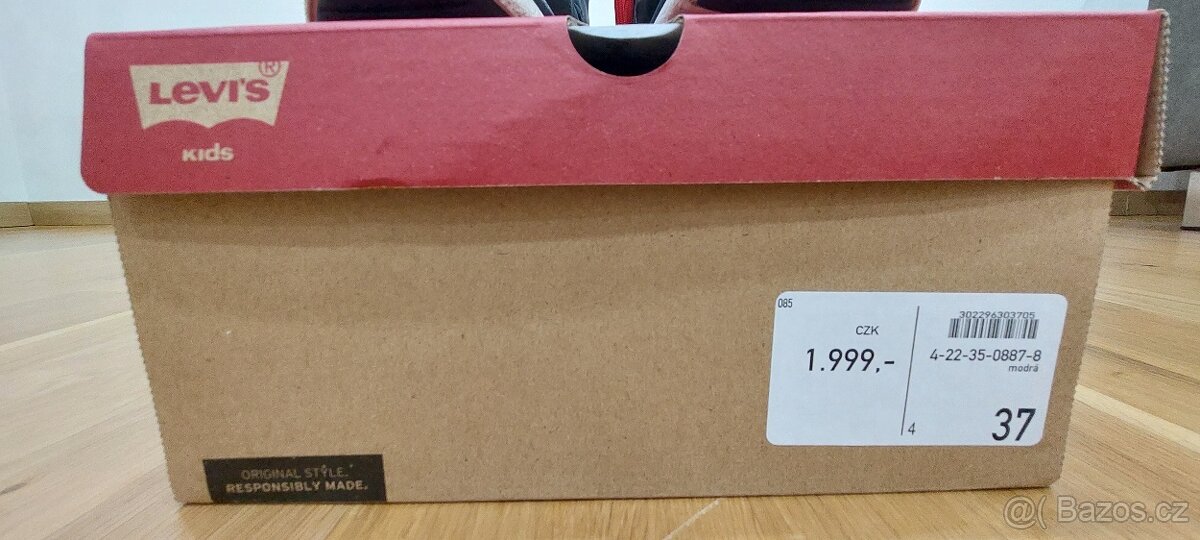 LEVI'S®
Kids
085
CZK
1.999,-
302296303705
4-22-35-0887-8
modrá
4
37
ORIGINAL STYLE.
RESPONSIBLY MADE.
@( Bazos.cz